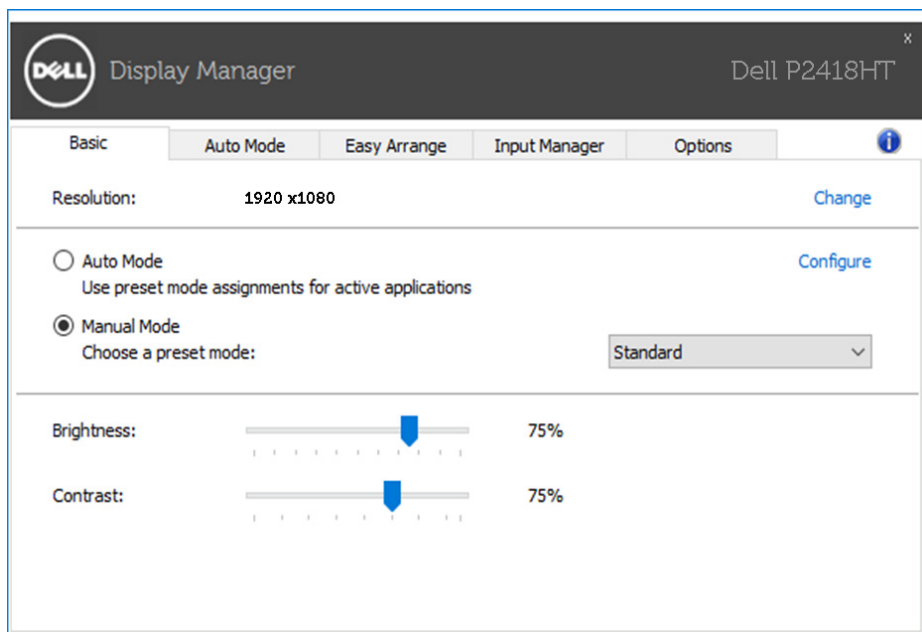 x
DELL Display Manager Dell P2418HT
Basic Auto Mode Easy Arrange Input Manager Options i
Resolution: 1920 x1080 Change
Auto Mode Configure
Use preset mode assignments for active applications
Manual Mode
Choose a preset mode: Standard
Brightness: 75%
Contrast: 75%